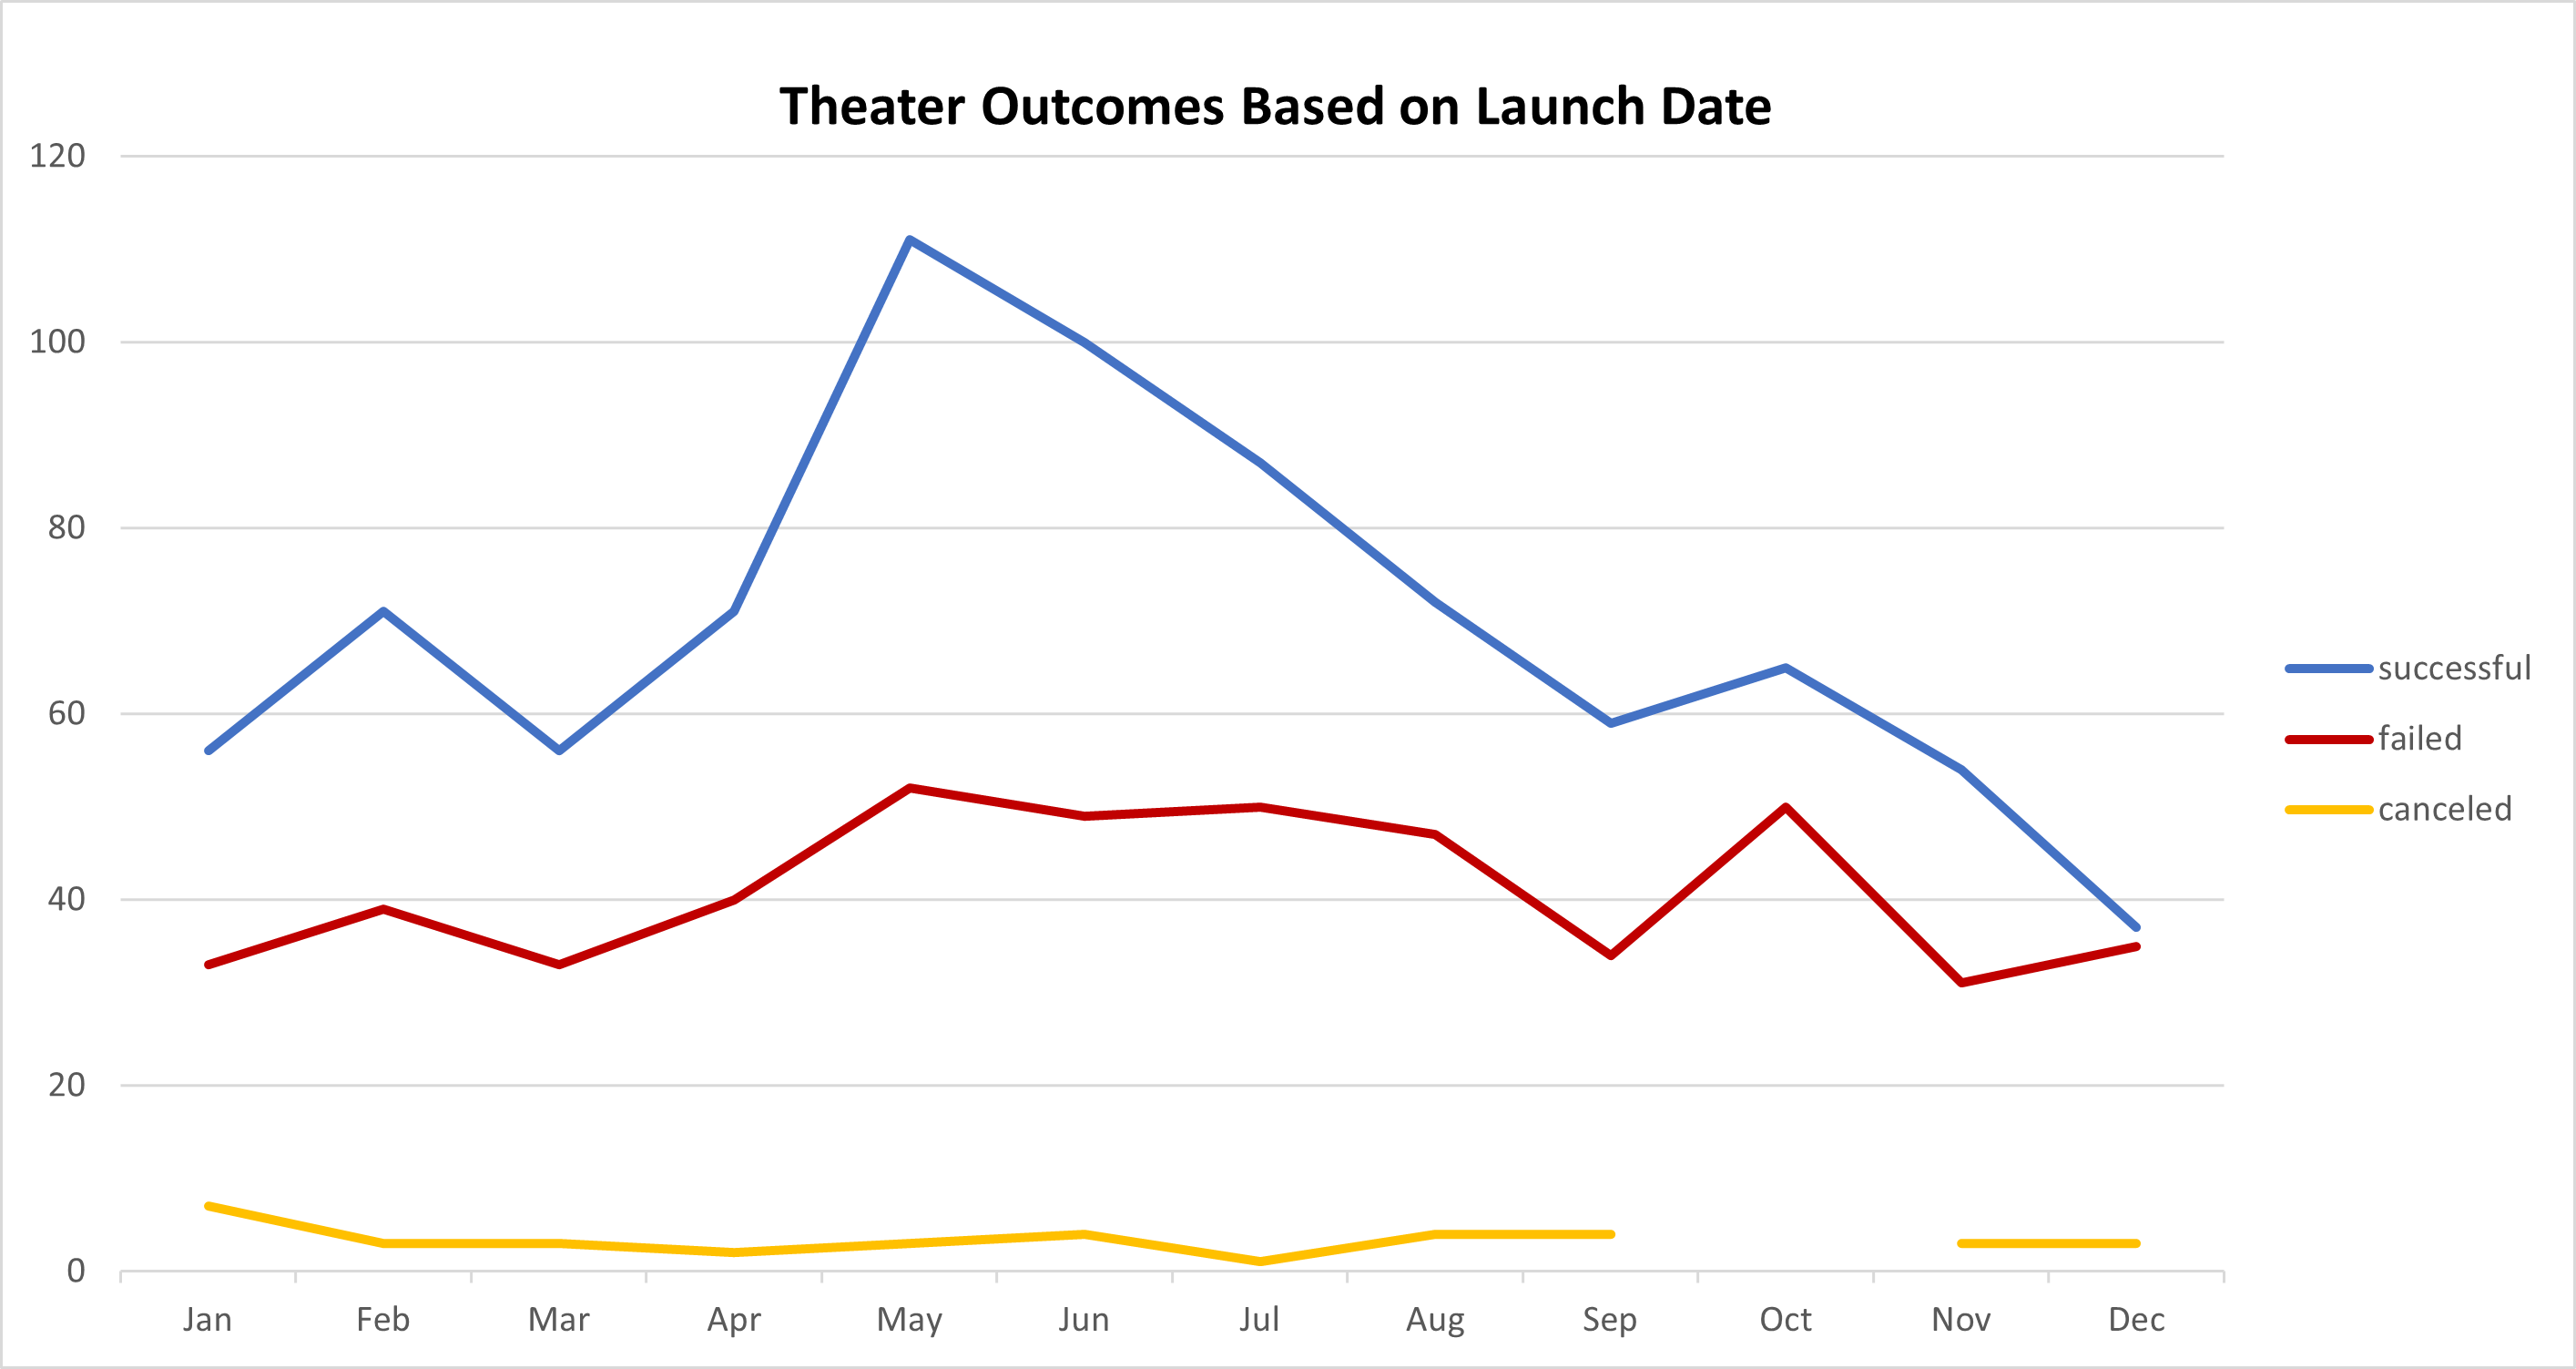 Theater Outcomes Based on Launch Date
120
100
80
60
40
20
0
Jan Feb Mar Apr May Jun Jul Aug Sep Oct Nov Dec
successful
failed
canceled